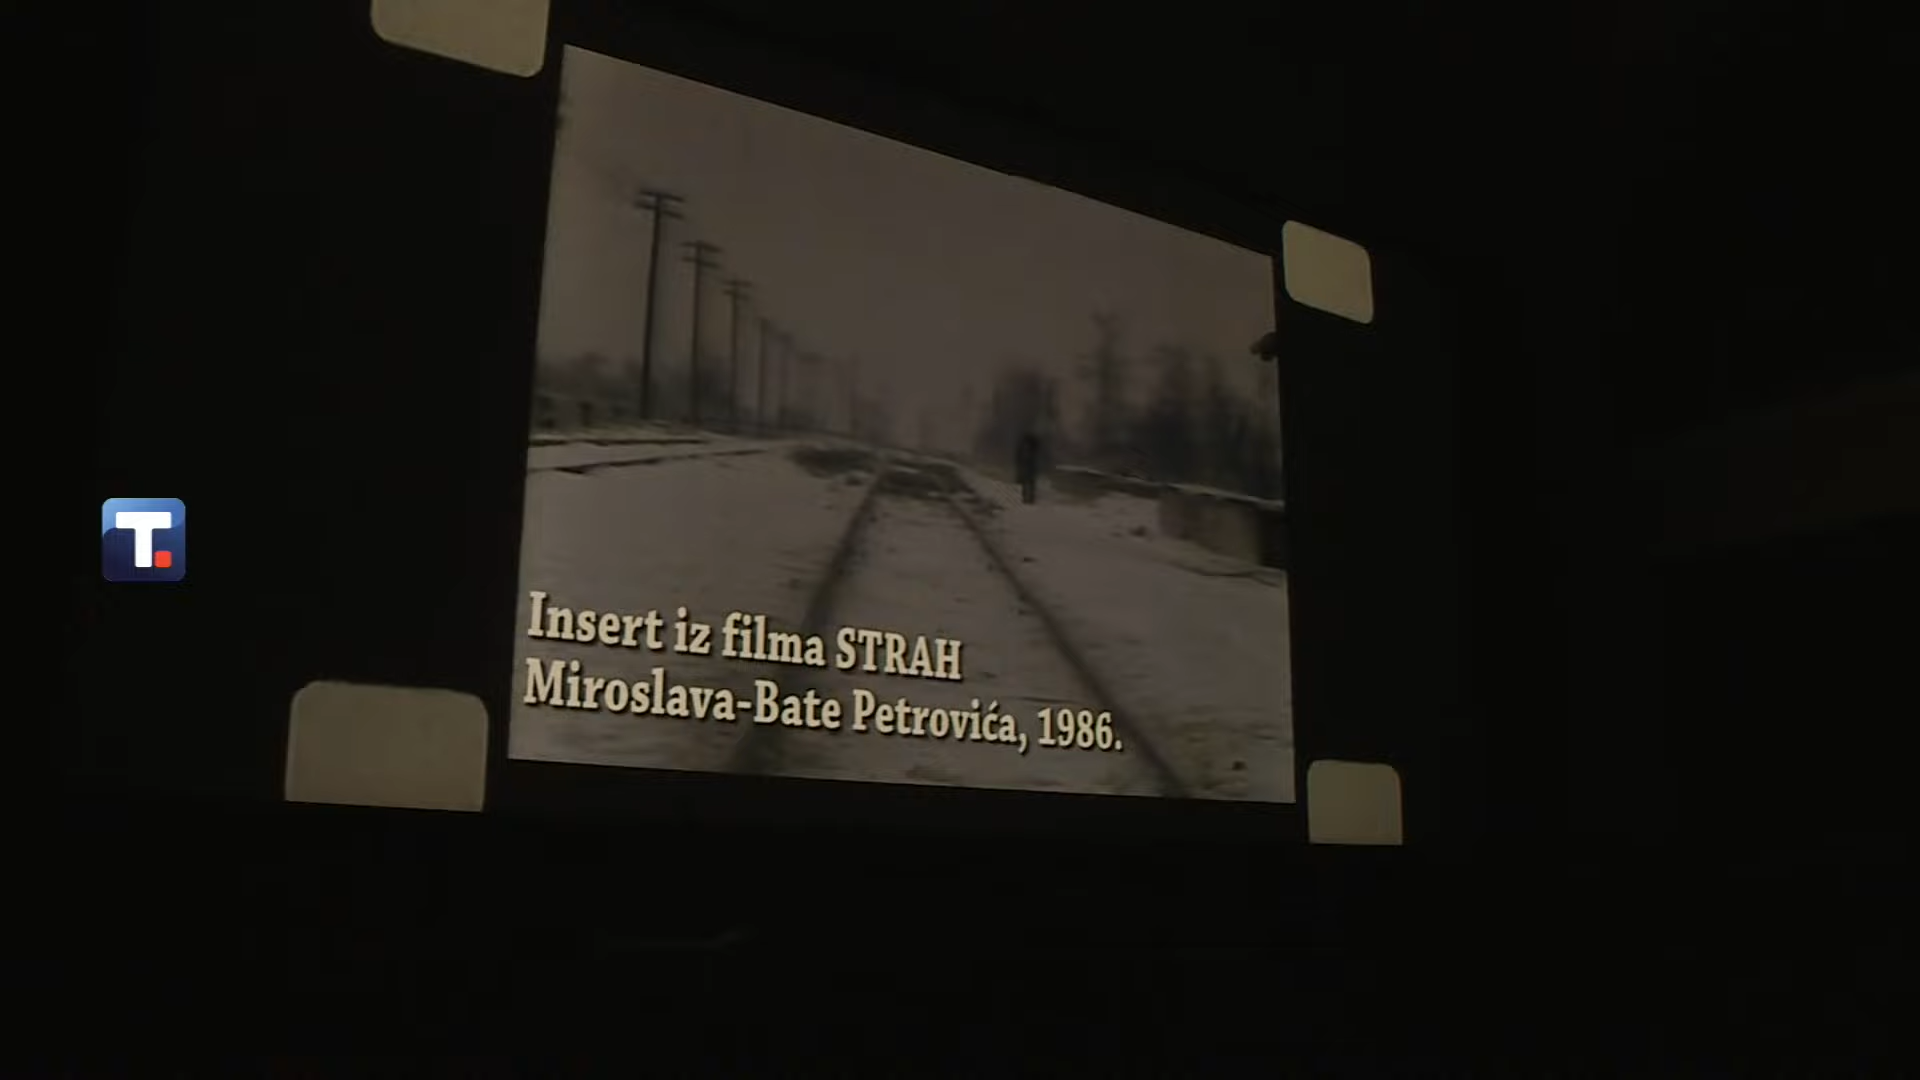 T.
Insert iz filma STRAH
Miroslava-Bate Petrovića, 1986.